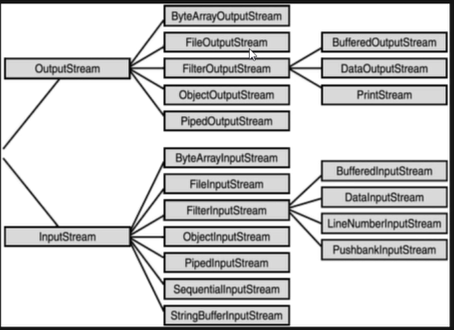 OutputStream
ByteArrayOutputStream
FileOutputStream
FilterOutputStream
ObjectOutputStream
PipedOutputStream
BufferedOutputStream
DataOutputStream
PrintStream
InputStream
ByteArrayInputStream
FileInputStream
FilterInputStream
ObjectInputStream
PipedInputStream
SequentialInputStream
StringBufferInputStream
BufferedInputStream
DataInputStream
LineNumberInputStream
PushbankInputStream